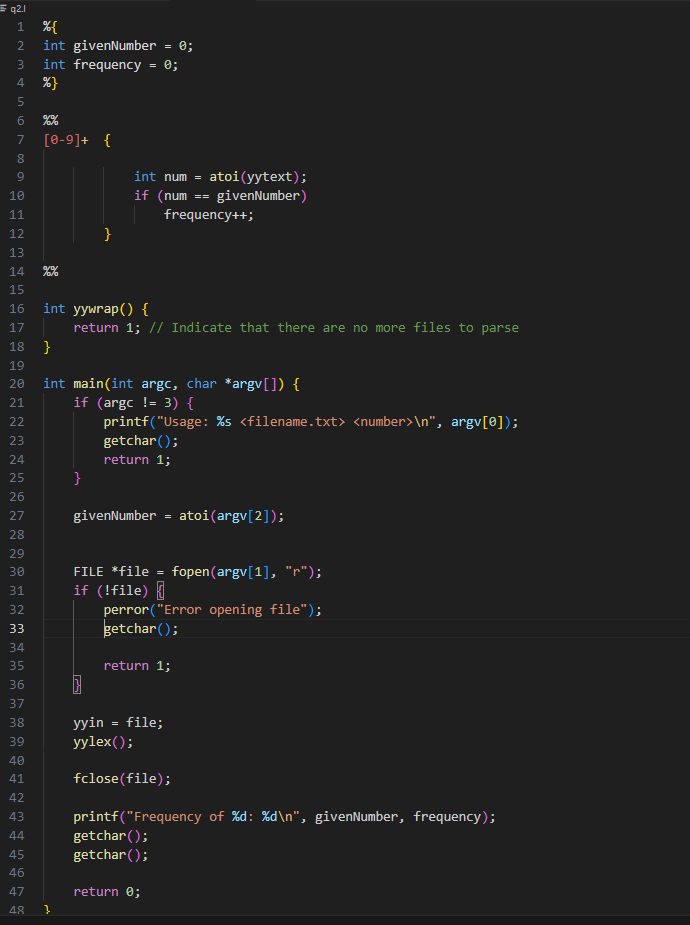 q2.l
1 %{
2 int givenNumber = 0;
3 int frequency = 0;
4 %}
5
6 %%
7 [0-9]+  {
8
9             int num = atoi(yytext);
10             if (num == givenNumber)
11                 frequency++;
12         }
13
14 %%
15
16 int yywrap() {
17     return 1; // Indicate that there are no more files to parse
18 }
19
20 int main(int argc, char *argv[]) {
21     if (argc != 3) {
22         printf("Usage: %s <filename.txt> <number>\n", argv[0]);
23         getchar();
24         return 1;
25     }
26
27     givenNumber = atoi(argv[2]);
28
29
30     FILE *file = fopen(argv[1], "r");
31     if (!file) {
32         perror("Error opening file");
33         getchar();
34
35         return 1;
36     }
37
38     yyin = file;
39     yylex();
40
41     fclose(file);
42
43     printf("Frequency of %d: %d\n", givenNumber, frequency);
44     getchar();
45     getchar();
46
47     return 0;
48 }